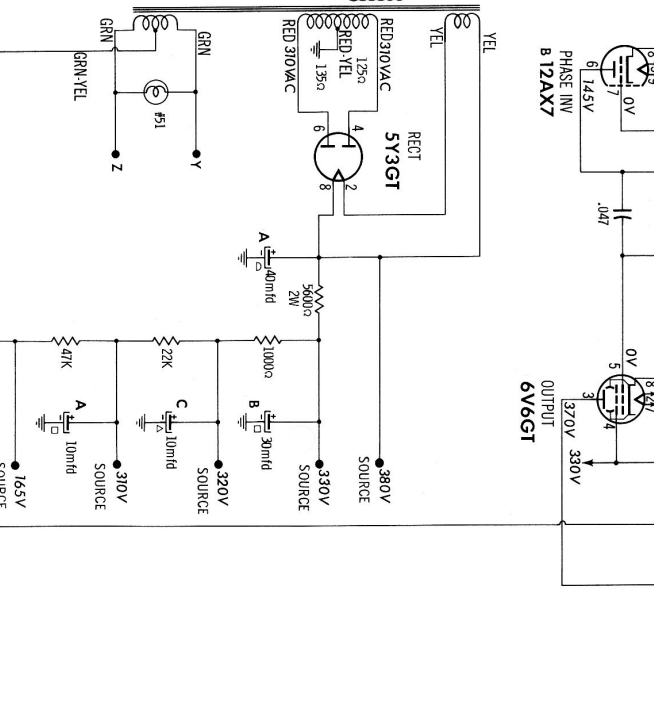 GRN
GRN
GRN-YEL
#51
Y
Z
RED 310VAC
RED-YEL
135Ω
125Ω
RED 310VAC
YEL
YEL
RECT
5Y3GT
4
6
8
2
A
40mfd
5600Ω
2W
1000Ω
22K
47K
B
30mfd
C
10mfd
A
10mfd
380V
SOURCE
330V
SOURCE
320V
SOURCE
310V
SOURCE
165V
SOURCE
PHASE INV
B 12AX7
6
145V
7
0V
.047
0V
5
OUTPUT
6V6GT
3
370V
4
330V
8